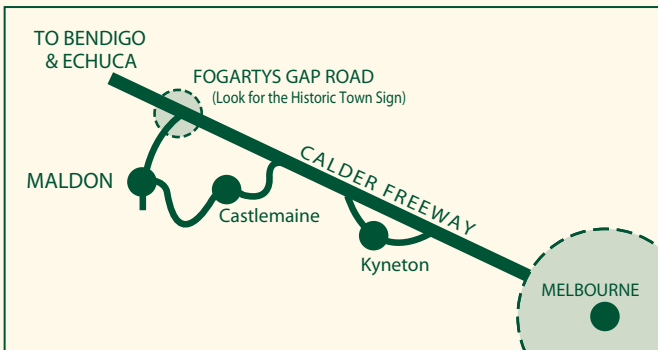 TO BENDIGO
& ECHUCA
FOGARTYS GAP ROAD
(Look for the Historic Town Sign)
MALDON
CALDER FREEWAY
Castlemaine
Kyneton
MELBOURNE